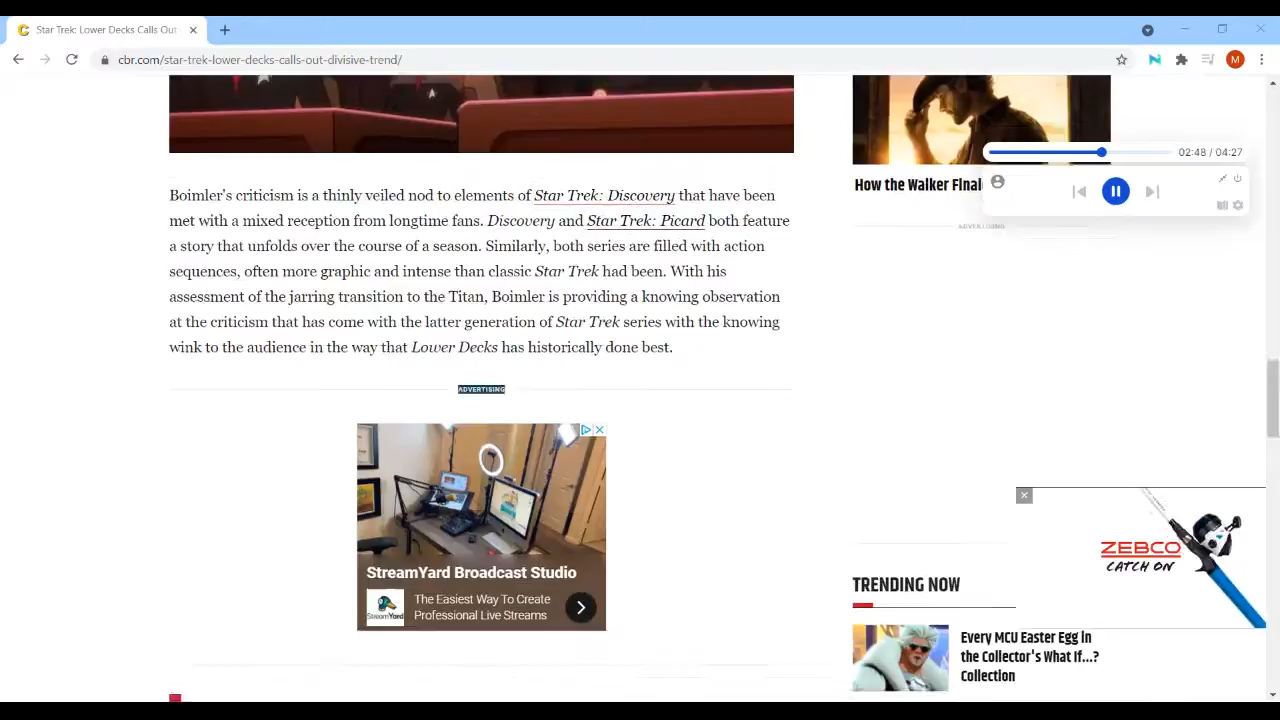 Star Trek: Lower Decks Calls Out
cbr.com/star-trek-lower-decks-calls-out-divisive-trend/
M
How the Walker Final
02:48 / 04:27
ADVERTISING
Boimler's criticism is a thinly veiled nod to elements of Star Trek: Discovery that have been
met with a mixed reception from longtime fans. Discovery and Star Trek: Picard both feature
a story that unfolds over the course of a season. Similarly, both series are filled with action
sequences, often more graphic and intense than classic Star Trek had been. With his
assessment of the jarring transition to the Titan, Boimler is providing a knowing observation
at the criticism that has come with the latter generation of Star Trek series with the knowing
wink to the audience in the way that Lower Decks has historically done best.
ADVERTISING
StreamYard Broadcast Studio
StreamYard
The Easiest Way To Create
Professional Live Streams
ZEBCO
CATCH ON
TRENDING NOW
Every MCU Easter Egg in
the Collector's What If...?
Collection